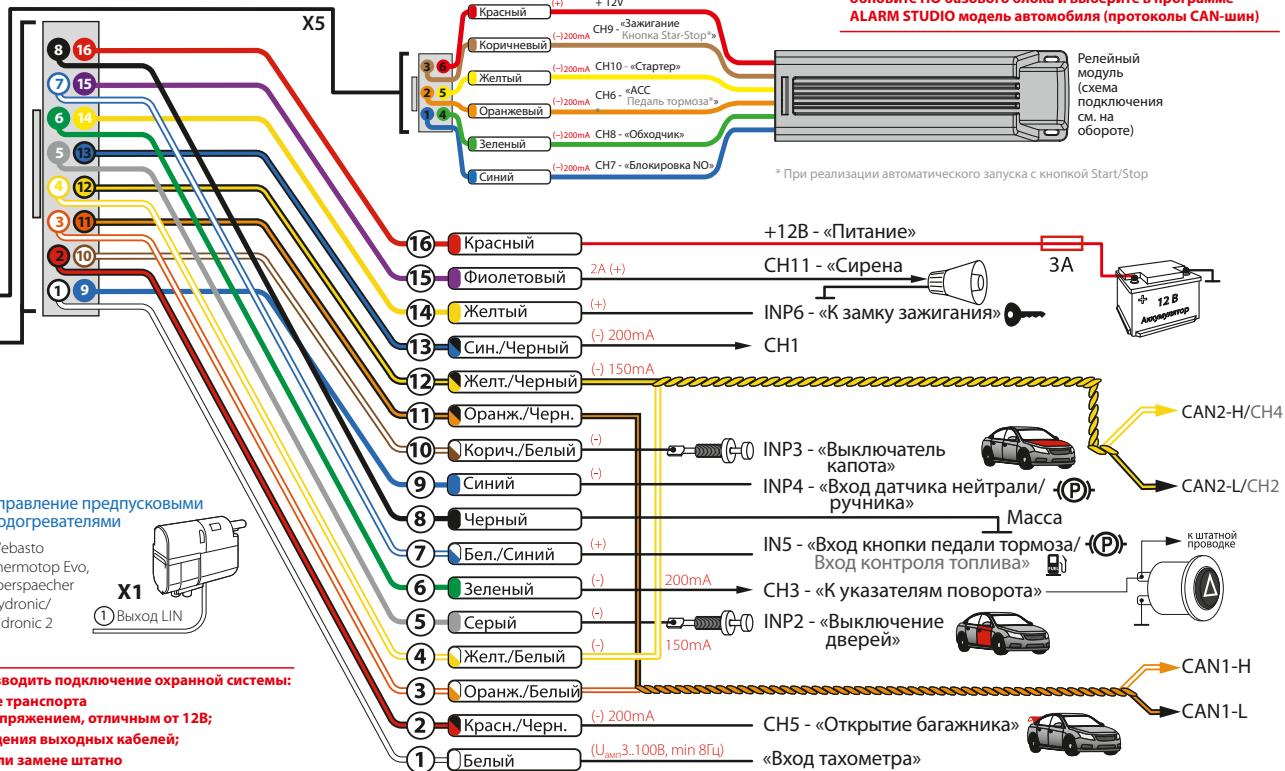 обновите ПО базового блока и выберите в программе
ALARM STUDIO модель автомобиля (протоколы CAN-шин)
X5
8 16
7 15
6 14
5 13
4 12
3 11
2 10
1 9
3 6
2 5
1 4
Красный (+) + 12V
Коричневый (-)200mA CH9 - «Зажигание
Кнопка Star-Stop*»
Желтый (-)200mA CH10 - «Стартер»
Оранжевый (-)200mA CH6 - «ACC
Педаль тормоза*»
*
Зеленый (-)200mA CH8 - «Обходчик»
Синий (-)200mA CH7 - «Блокировка NO»
Релейный
модуль
(схема
подключения
см. на
обороте)
* При реализации автоматического запуска с кнопкой Start/Stop
16 Красный +12В - «Питание»
3А
+ 12 В
Аккумулятор
15 Фиолетовый 2А (+) CH11 - «Сирена
14 Желтый (+) INP6 - «К замку зажигания»
13 Син./Черный (-) 200mA CH1
12 Желт./Черный (-) 150mA
11 Оранж./Черн.
CAN2-H/CH4
10 Корич./Белый (-) INP3 - «Выключатель
капота»
9 Синий (-) INP4 - «Вход датчика нейтрали/ (P)
ручника»
CAN2-L/CH2
8 Черный Масса
7 Бел./Синий (+) IN5 - «Вход кнопки педали тормоза/ (P)
Вход контроля топлива»
FUEL
к штатной
проводке
6 Зеленый (-) 200mA CH3 - «К указателям поворота»
5 Серый (-) INP2 - «Выключение
дверей»
4 Желт./Белый (-) 150mA
3 Оранж./Белый
CAN1-H
CAN1-L
2 Красн./Черн. (-) 200mA CH5 - «Открытие багажника»
1 Белый (Uамп3..100В, min 8Гц) «Вход тахометра»
правление предпусковыми
одогревателями
ebasto
hermotop Evo,
berspaecher
ydronic/
dronic 2
X1
1 Выход LIN
зводить подключение охранной системы:
е транспорта
пряжением, отличным от 12В;
дения выходных кабелей;
ли замене штатно